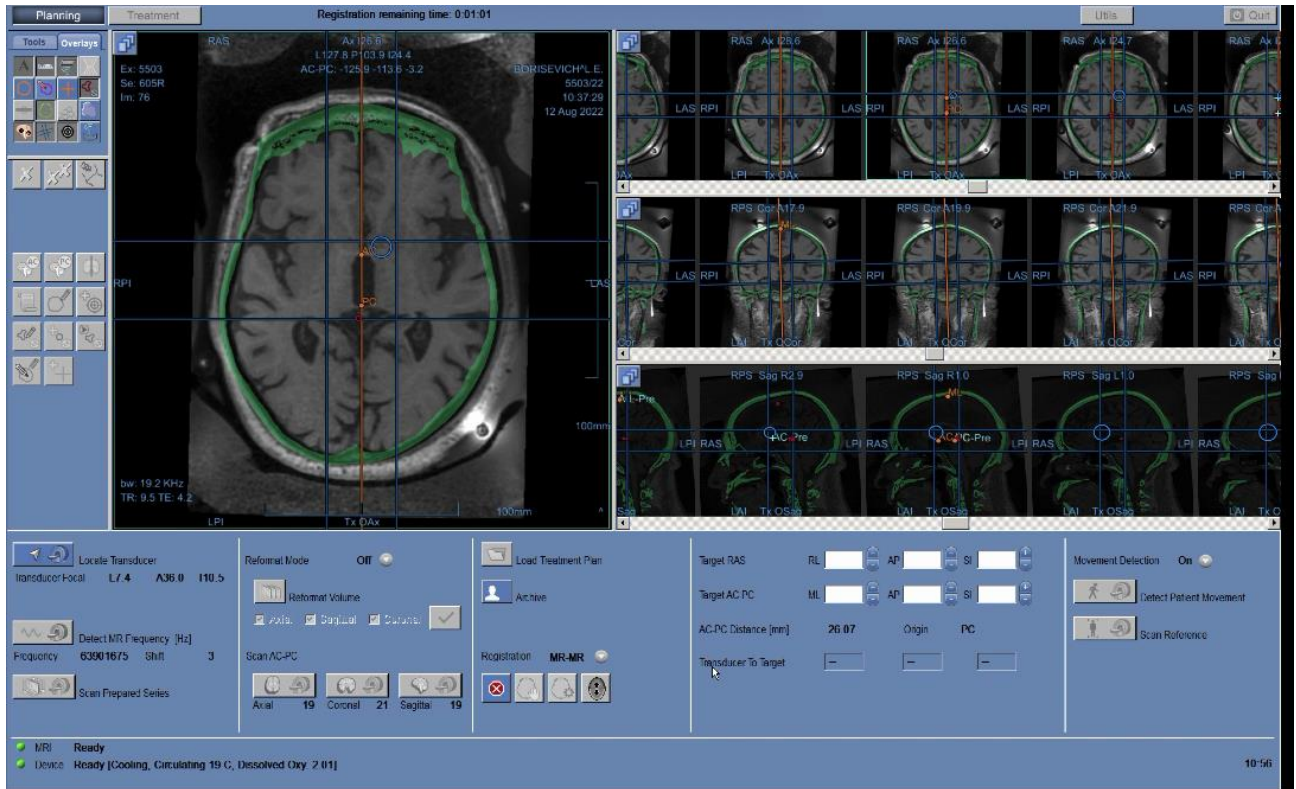 Planning
Treatment
Registration remaining time: 0:01:01
Utils
Quit
Tools
Overlays
RAS
Ax I26.6
L127.8 P103.9 I24.4
AC-PC: -125.9 -113.6 -3.2
Ex: 5503
Se: 605R
Im: 76
BORISEVICH^L.E.
5503/22
10:37:29
12 Aug 2022
RPI
LAS
AC
PC
100mm
bw: 19.2 KHz
TR: 9.5 TE: 4.2
100mm
LPI
Tx OAx
A
RAS Ax I28.6
RAS Ax I26.6
RAS Ax I24.7
RAS Ax
LAS RPI
LAS RPI
LAS RPI
LPI Tx OAx
LPI Tx OAx
LPI Tx OAx
RPS Cor A17.9
RPS Cor A19.9
RPS Cor A21.9
RPS Cor
ML
LAS RPI
LAS RPI
LAS RPI
LAI Tx OCor
LAI Tx OCor
LAI Tx OCor
RPS Sag R2.9
RPS Sag R1.0
RPS Sag L1.0
RPS Sag
ML
AC-Pre
PC-Pre
LPI RAS
LPI RAS
LPI RAS
LAI Tx OSag
LAI Tx OSag
LAI Tx OSag
Locate Transducer
Transducer Focal L7.4 A36.0 I10.5
Detect MR Frequency [Hz]
Frequency 63901675 Shift 3
Scan Prepared Series
Reformat Mode Off
Reformat Volume
Axial Sagittal Coronal
Scan AC-PC
Axial 19 Coronal 21 Sagittal 19
Load Treatment Plan
Archive
Registration MR-MR
Target RAS RL AP SI
Target AC PC ML AP SI
AC-PC Distance [mm] 26.07 Origin PC
Transducer To Target -- -- --
Movement Detection On
Detect Patient Movement
Scan Reference
MRI Ready
Device Ready [Cooling, Circulating 19 C, Dissolved Oxy. 2.01]
10:56